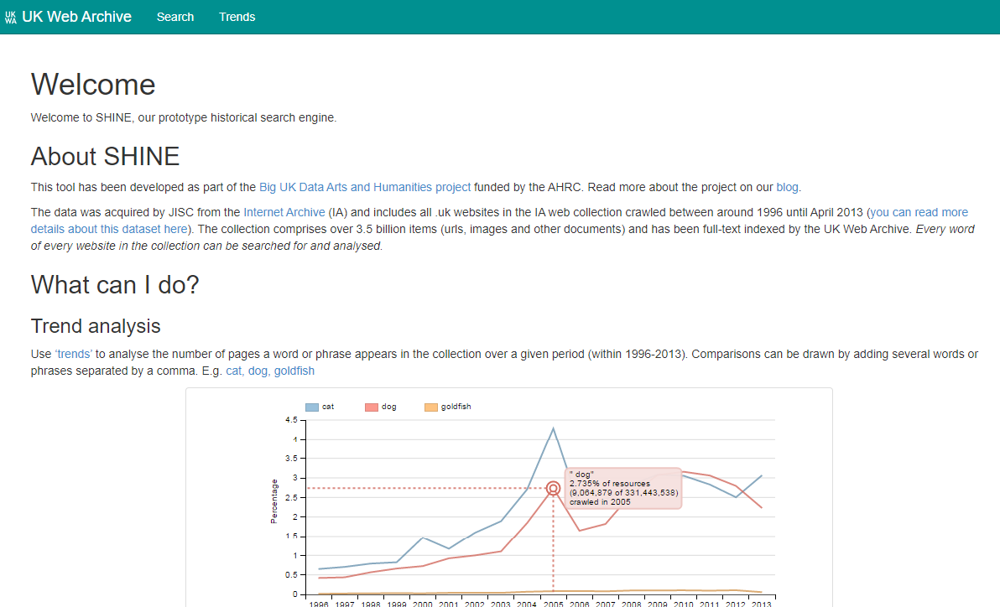 UK WA UK Web Archive Search Trends
Welcome
Welcome to SHINE, our prototype historical search engine.
About SHINE
This tool has been developed as part of the Big UK Data Arts and Humanities project funded by the AHRC. Read more about the project on our blog.
The data was acquired by JISC from the Internet Archive (IA) and includes all .uk websites in the IA web collection crawled between around 1996 until April 2013 (you can read more
details about this dataset here). The collection comprises over 3.5 billion items (urls, images and other documents) and has been full-text indexed by the UK Web Archive. Every word
of every website in the collection can be searched for and analysed.
What can I do?
Trend analysis
Use 'trends' to analyse the number of pages a word or phrase appears in the collection over a given period (within 1996-2013). Comparisons can be drawn by adding several words or
phrases separated by a comma. E.g. cat, dog, goldfish
cat dog goldfish
4.5
4
3.5
3
2.5
2
1.5
1
0.5
0
Percentage
" dog"
2.735% of resources
(9,064,879 of 331,443,538)
crawled in 2005
1996 1997 1998 1999 2000 2001 2002 2003 2004 2005 2006 2007 2008 2009 2010 2011 2012 2013